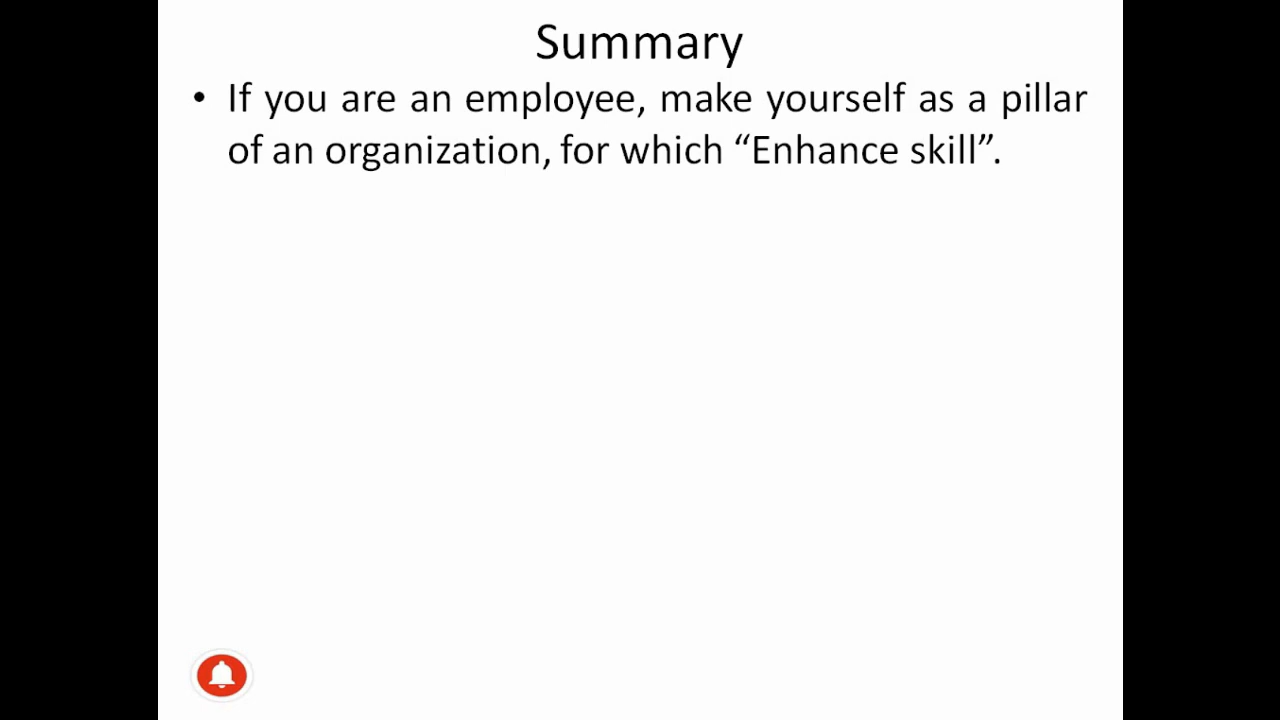 Summary
• If you are an employee, make yourself as a pillar
of an organization, for which “Enhance skill”.